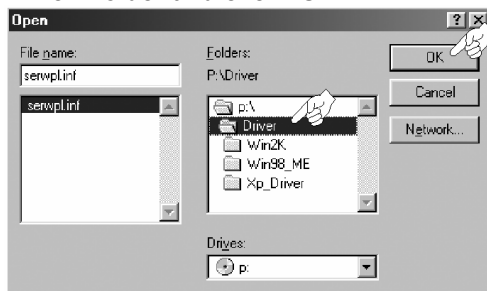 Open
File name:
serwpl.inf
serwpl.inf
Folders:
P:\Driver
p:\
Driver
Win2K
Win98_ME
Xp_Driver
Drives:
p:
OK
Cancel
Network...